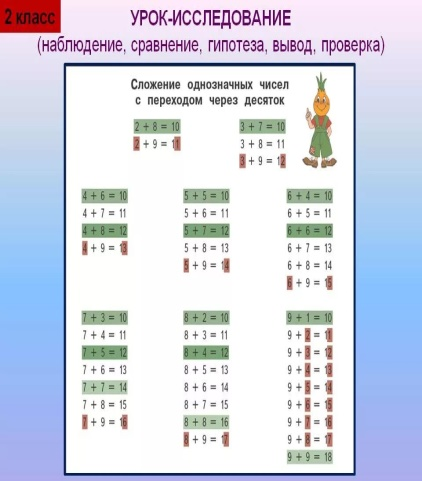 2 класс
УРОК-ИССЛЕДОВАНИЕ
(наблюдение, сравнение, гипотеза, вывод, проверка)
Сложение однозначных чисел
с переходом через десяток
2 + 8 = 10
2 + 9 = 11
3 + 7 = 10
3 + 8 = 11
3 + 9 = 12
4 + 6 = 10
4 + 7 = 11
4 + 8 = 12
4 + 9 = 13
5 + 5 = 10
5 + 6 = 11
5 + 7 = 12
5 + 8 = 13
5 + 9 = 14
6 + 4 = 10
6 + 5 = 11
6 + 6 = 12
6 + 7 = 13
6 + 8 = 14
6 + 9 = 15
7 + 3 = 10
7 + 4 = 11
7 + 5 = 12
7 + 6 = 13
7 + 7 = 14
7 + 8 = 15
7 + 9 = 16
8 + 2 = 10
8 + 3 = 11
8 + 4 = 12
8 + 5 = 13
8 + 6 = 14
8 + 7 = 15
8 + 8 = 16
8 + 9 = 17
9 + 1 = 10
9 + 2 = 11
9 + 3 = 12
9 + 4 = 13
9 + 5 = 14
9 + 6 = 15
9 + 7 = 16
9 + 8 = 17
9 + 9 = 18